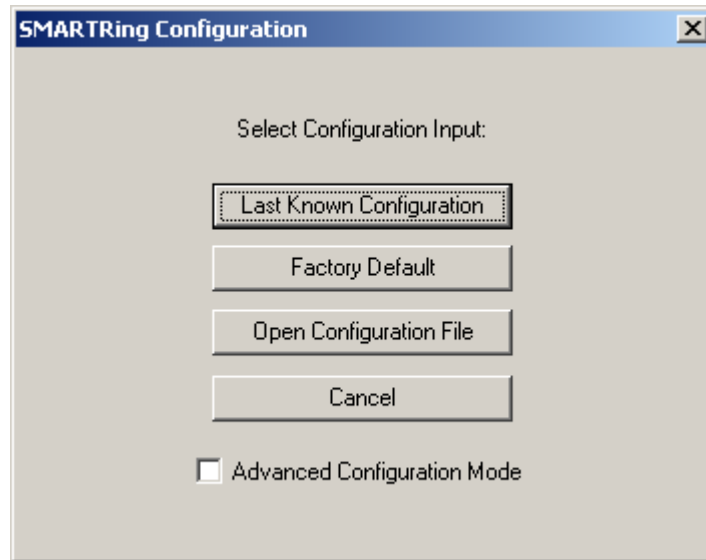 SMARTRing Configuration
Select Configuration Input:
Last Known Configuration
Factory Default
Open Configuration File
Cancel
Advanced Configuration Mode